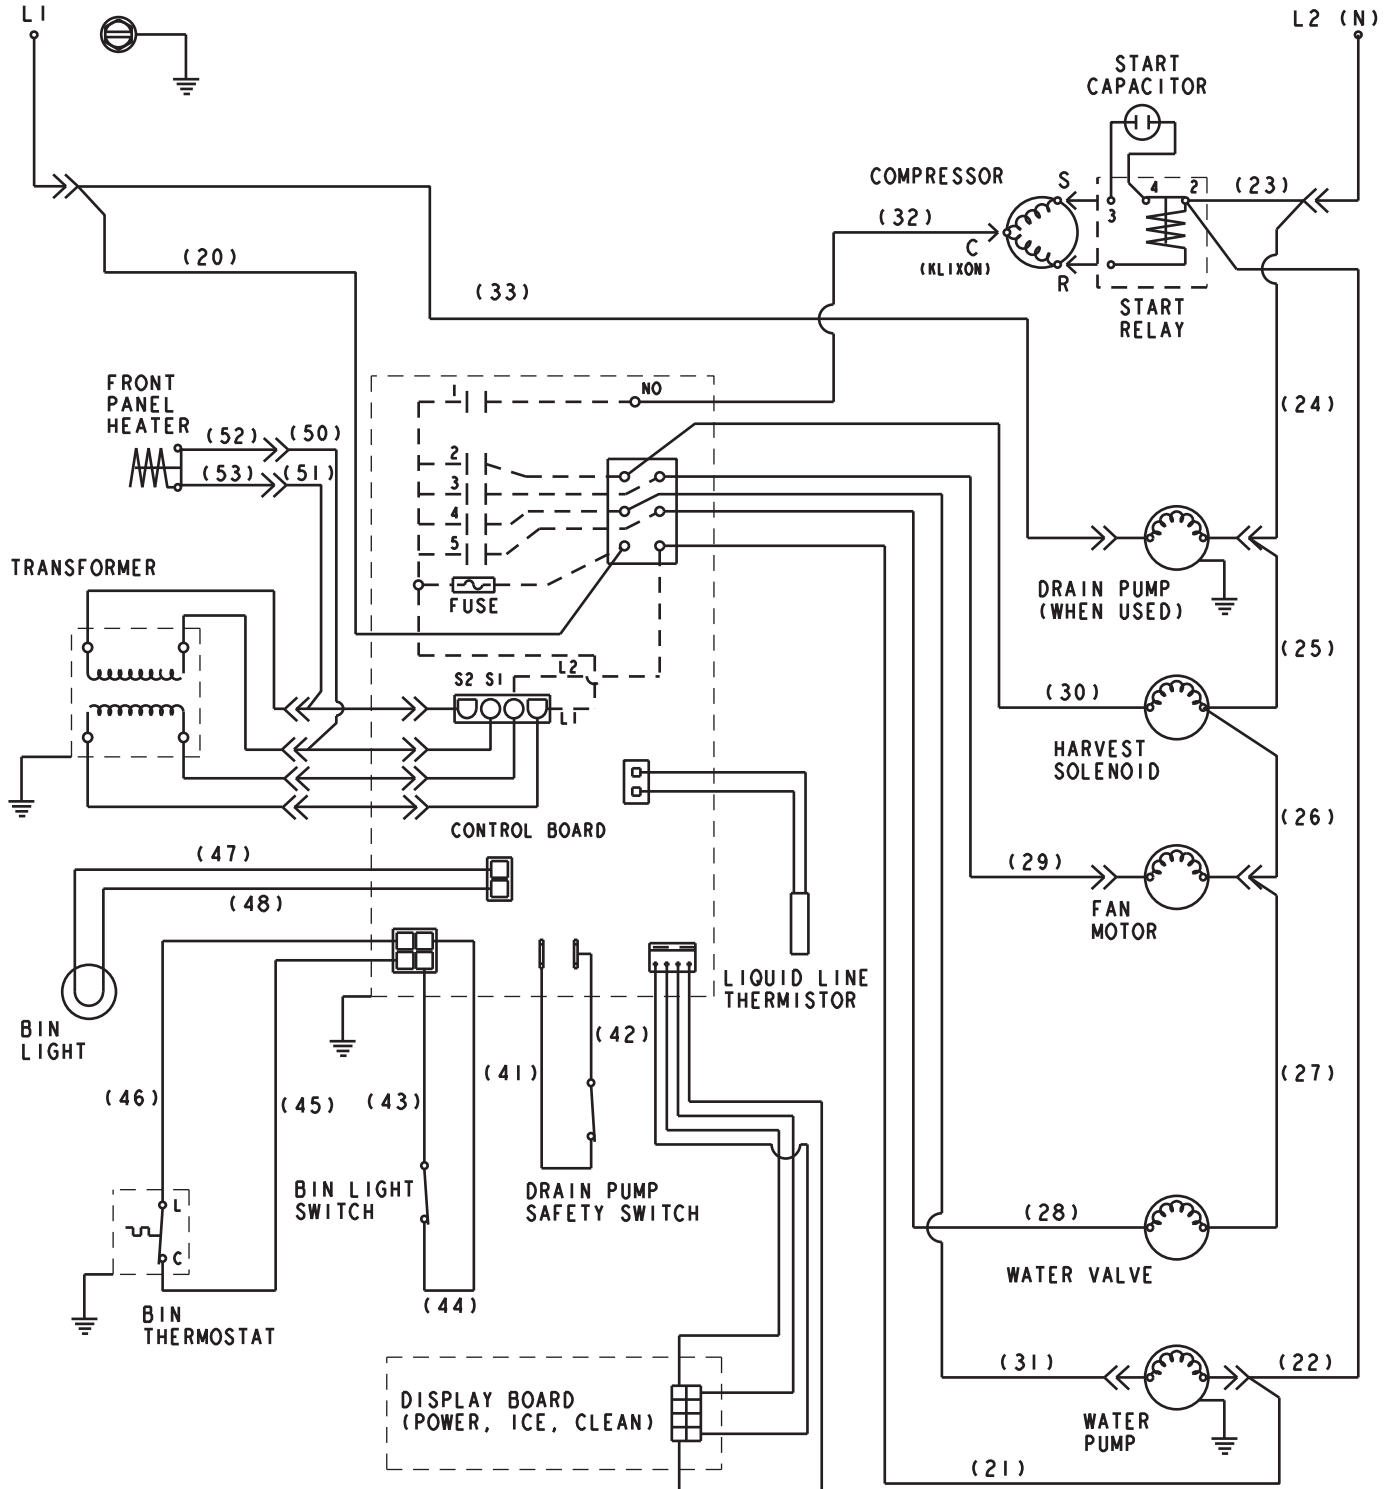 L1
L2 (N)
START
CAPACITOR
COMPRESSOR
S
4
2
(23)
(32)
3
C
(KLIXON)
R
START
RELAY
(20)
(33)
FRONT
PANEL
HEATER
1
NO
(24)
(52)
(50)
(53)
(51)
2
3
4
5
FUSE
TRANSFORMER
DRAIN PUMP
(WHEN USED)
(25)
L2
S2 S1
L1
(30)
HARVEST
SOLENOID
CONTROL BOARD
(26)
(47)
(48)
(29)
FAN
MOTOR
LIQUID LINE
THERMISTOR
BIN
LIGHT
(42)
(41)
(27)
(46)
(45)
(43)
BIN LIGHT
SWITCH
DRAIN PUMP
SAFETY SWITCH
L
C
(28)
WATER VALVE
(44)
BIN
THERMOSTAT
(31)
(22)
DISPLAY BOARD
(POWER, ICE, CLEAN)
WATER
PUMP
(21)